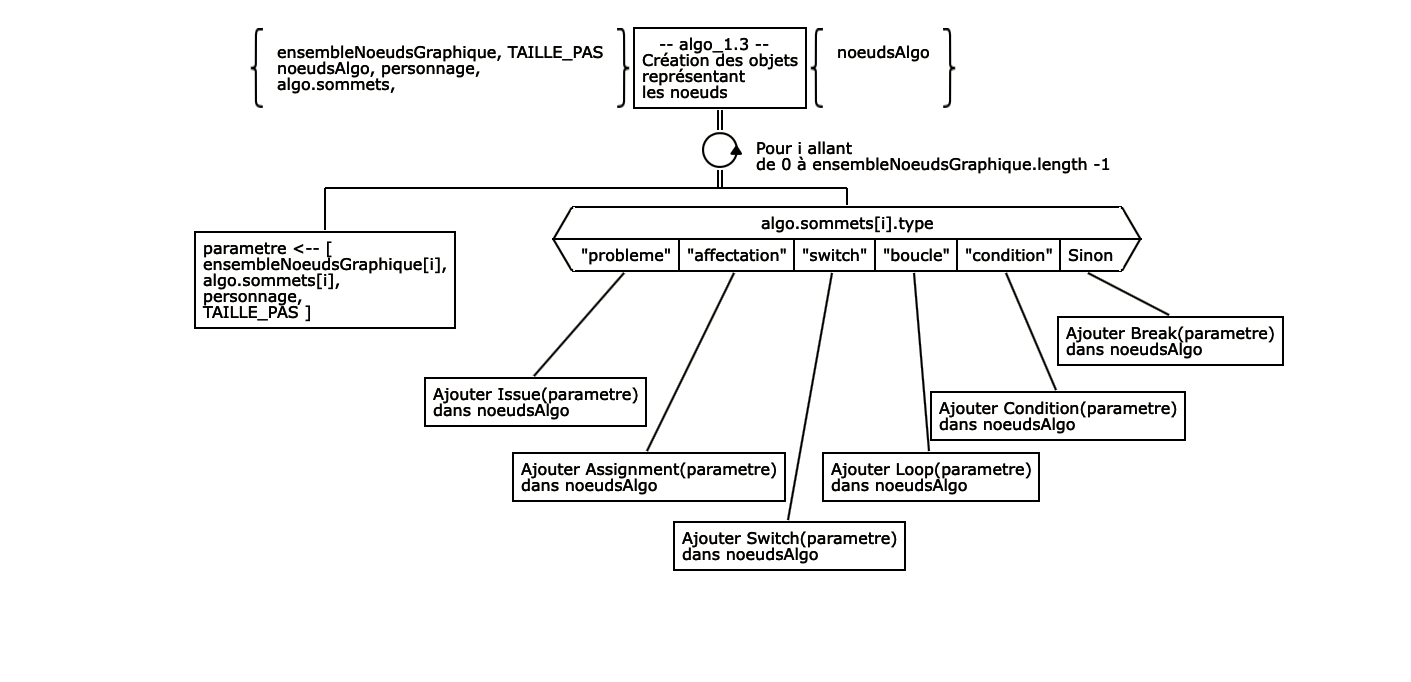 ensembleNoeudsGraphique, TAILLE_PAS
noeudsAlgo, personnage,
algo.sommets,
-- algo_1.3 --
Création des objets
représentant
les noeuds
noeudsAlgo
Pour i allant
de 0 à ensembleNoeudsGraphique.length -1
parametre <-- [
ensembleNoeudsGraphique[i],
algo.sommets[i],
personnage,
TAILLE_PAS ]
algo.sommets[i].type
"probleme" "affectation" "switch" "boucle" "condition" Sinon
Ajouter Break(parametre)
dans noeudsAlgo
Ajouter Issue(parametre)
dans noeudsAlgo
Ajouter Condition(parametre)
dans noeudsAlgo
Ajouter Assignment(parametre)
dans noeudsAlgo
Ajouter Loop(parametre)
dans noeudsAlgo
Ajouter Switch(parametre)
dans noeudsAlgo